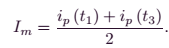 $I_m = \frac{i_p(t_1) + i_p(t_3)}{2}.$